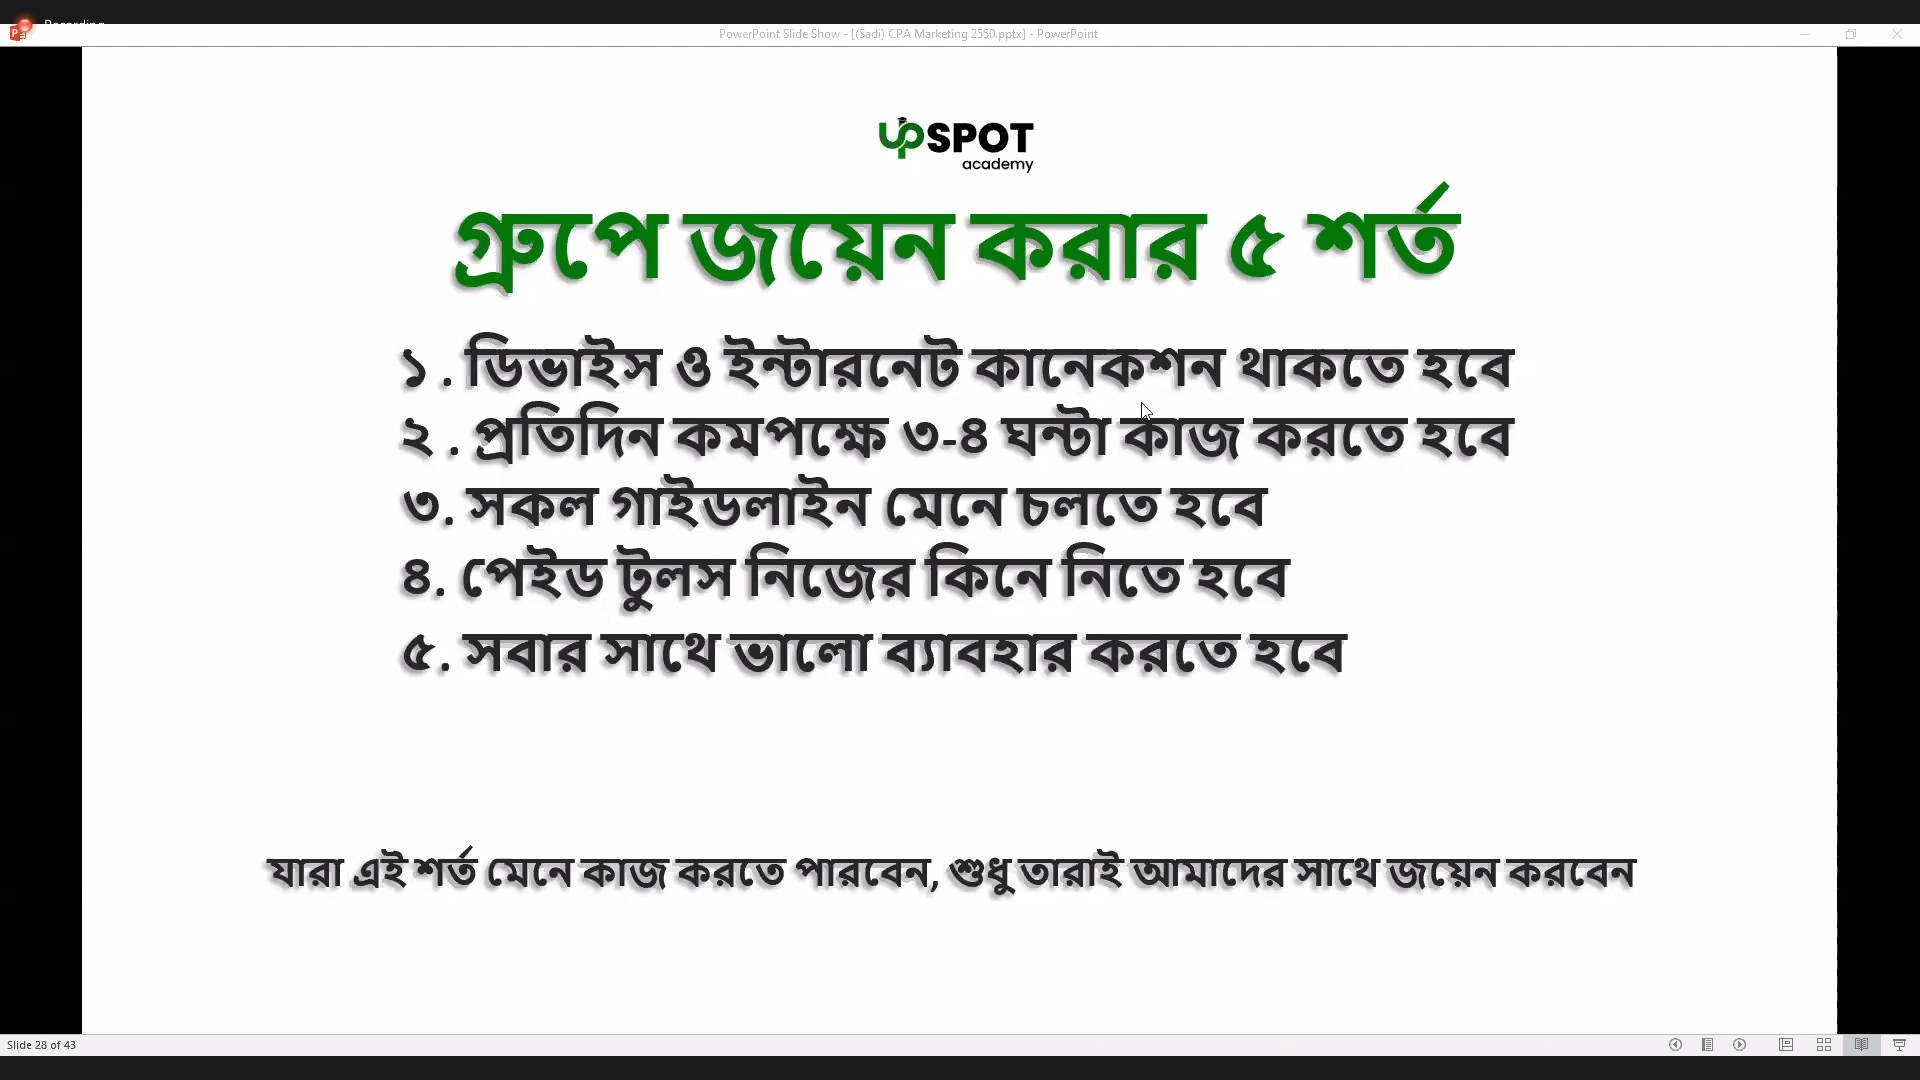 PowerPoint Slide Show - [(Sadi) CPA Marketing 2550.pptx] - PowerPoint
UPSPOT
academy
গ্রুপে জয়েন করার ৫ শর্ত
১ . ডিভাইস ও ইন্টারনেট কানেকশন থাকতে হবে
২ . প্রতিদিন কমপক্ষে ৩-৪ ঘন্টা কাজ করতে হবে
৩. সকল গাইডলাইন মেনে চলতে হবে
৪. পেইড টুলস নিজের কিনে নিতে হবে
৫. সবার সাথে ভালো ব্যাবহার করতে হবে
যারা এই শর্ত মেনে কাজ করতে পারবেন, শুধু তারাই আমাদের সাথে জয়েন করবেন
Slide 28 of 43